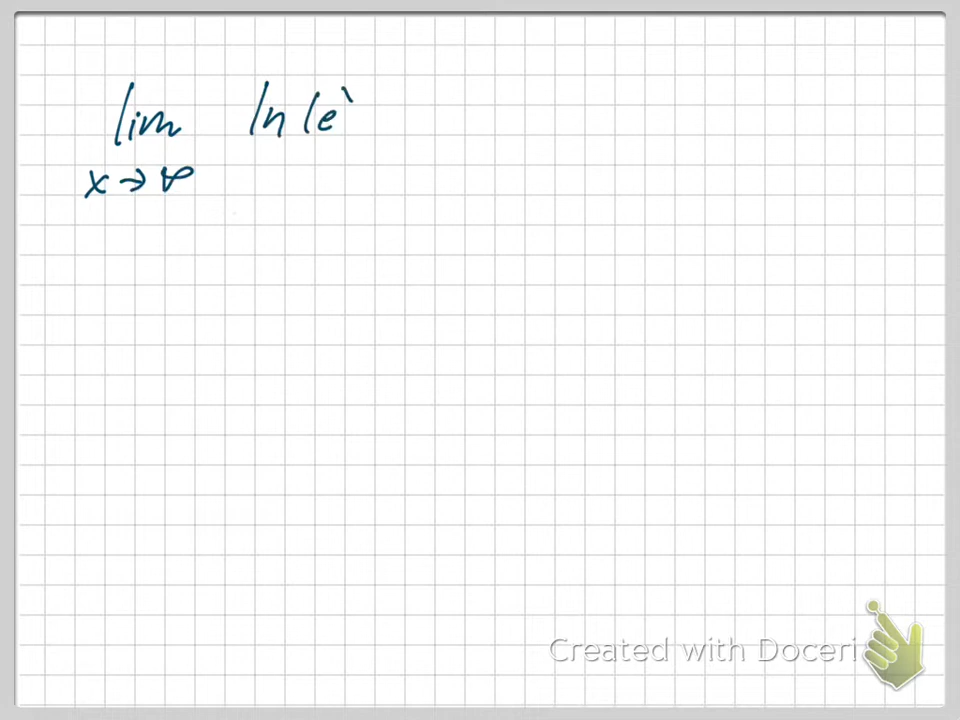 lim ln (e`
x → ∞
Created with Doceri